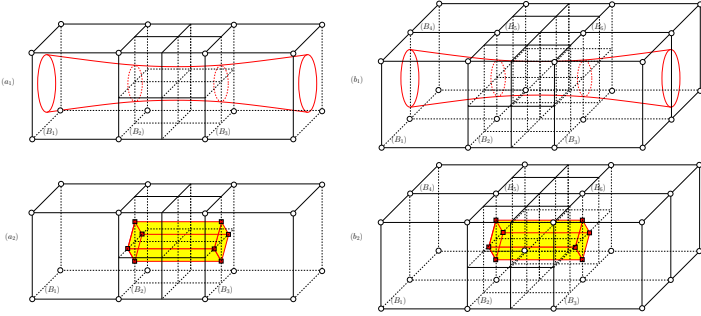 (a₁)
(B₁) (B₂) (B₃)
(b₁)
(B₄) (B₅) (B₆)
(B₁) (B₂) (B₃)
(a₂)
(B₁) (B₂) (B₃)
(b₂)
(B₄) (B₅) (B₆)
(B₁) (B₂) (B₃)